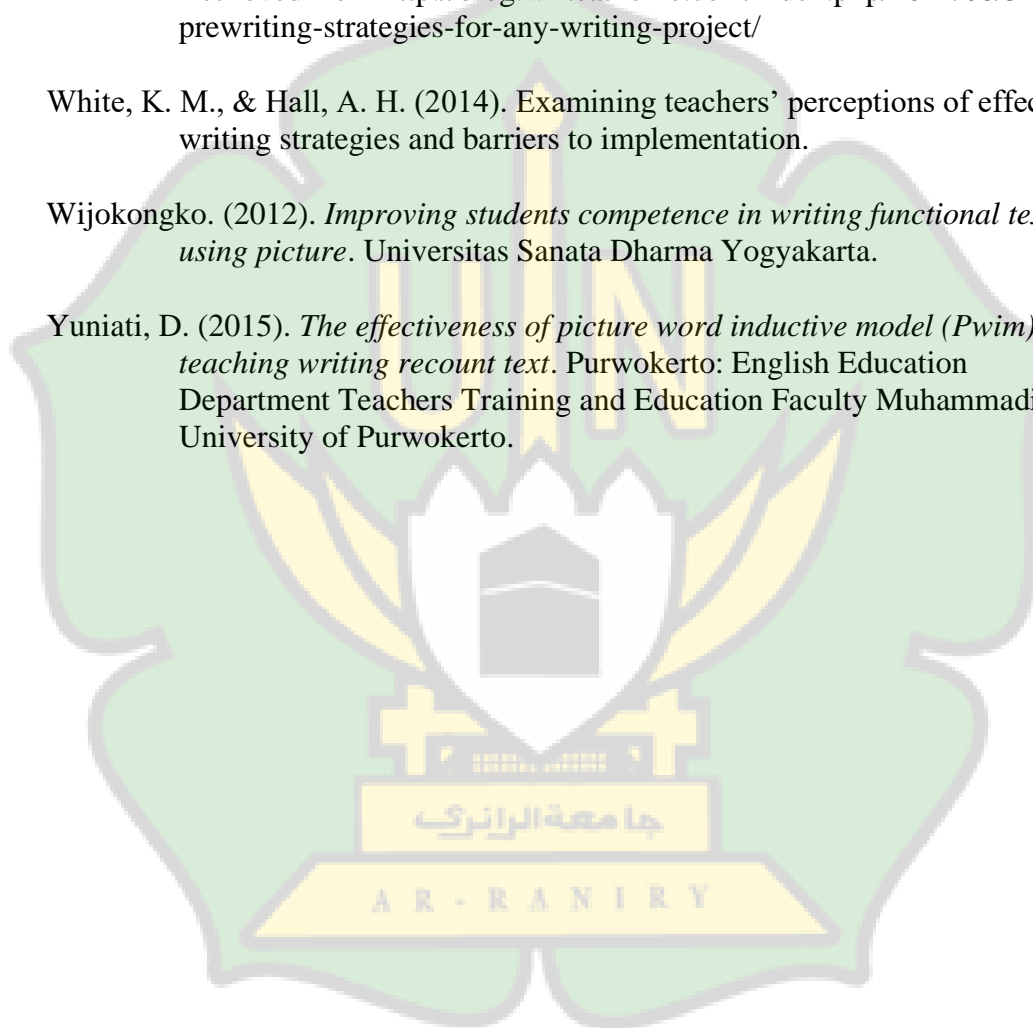 prewriting-strategies-for-any-writing-project/
White, K. M., & Hall, A. H. (2014). Examining teachers’ perceptions of
writing strategies and barriers to implementation.
Wijokongko. (2012). Improving students competence in writing functional
using picture. Universitas Sanata Dharma Yogyakarta.
Yuniati, D. (2015). The effectiveness of picture word inductive model (Pwim)
teaching writing recount text. Purwokerto: English Education
Department Teachers Training and Education Faculty
University of Purwokerto.
UIN
جامعة الرانري
AR-RANIRY